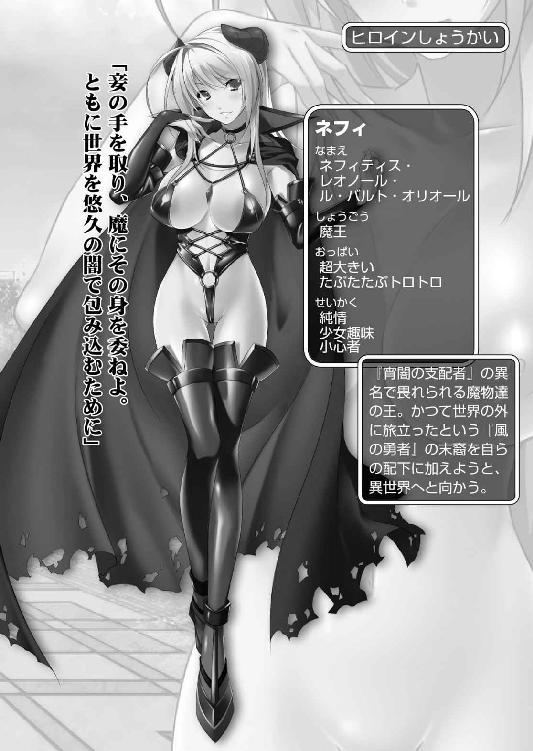 ヒロインしょうかい
「妾の手を取り、魔にその身を委ねよ。
ともに世界を悠久の闇で包み込むために」
ネフィ
なまえ
ネフィティス・
レオノール・
ル・バルト・オリオール
しょうごう
魔王
おっぱい
超大きい
たぷたたぷトロトロ
せいかく
純情
少女趣味
小心者
『宵闇の支配者』の異
名で畏れられる魔物達
の王。かつて世界の外
に旅立ったという『風
の勇者』の末裔を自ら
の配下に加えようと、
異世界へと向かう。